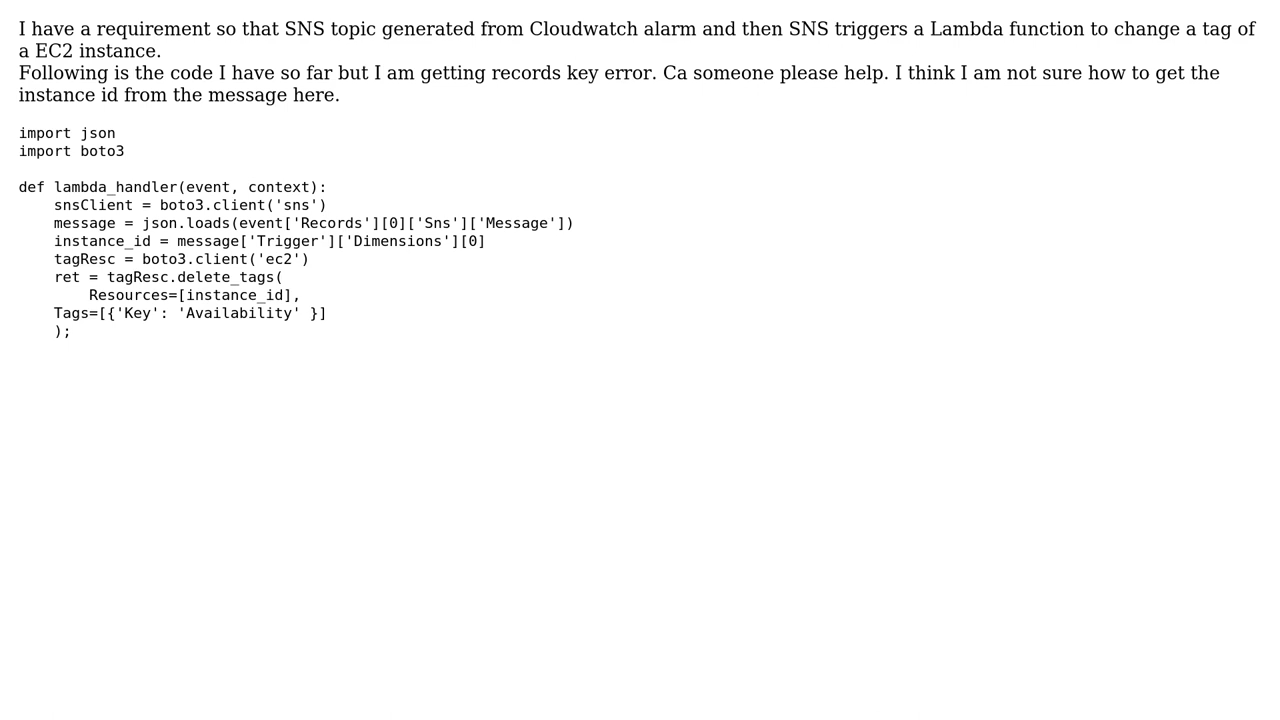 I have a requirement so that SNS topic generated from Cloudwatch alarm and then SNS triggers a Lambda function to change a tag of
a EC2 instance.
Following is the code I have so far but I am getting records key error. Ca someone please help. I think I am not sure how to get the
instance id from the message here.
import json
import boto3
def lambda_handler(event, context):
    snsClient = boto3.client('sns')
    message = json.loads(event['Records'][0]['Sns']['Message'])
    instance_id = message['Trigger']['Dimensions'][0]
    tagResc = boto3.client('ec2')
    ret = tagResc.delete_tags(
        Resources=[instance_id],
    Tags=[{'Key': 'Availability' }]
    );